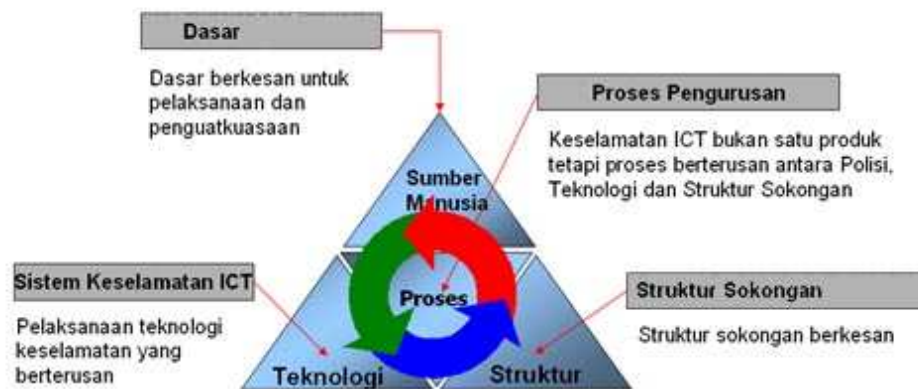 Dasar
Dasar berkesan untuk
pelaksanaan dan
penguatkuasaan
Proses Pengurusan
Keselamatan ICT bukan satu produk
tetapi proses berterusan antara Polisi,
Teknologi dan Struktur Sokongan
Sumber
Manusia
Sistem Keselamatan ICT
Pelaksanaan teknologi
keselamatan yang
berterusan
Proses
Struktur Sokongan
Struktur sokongan berkesan
Teknologi
Struktur